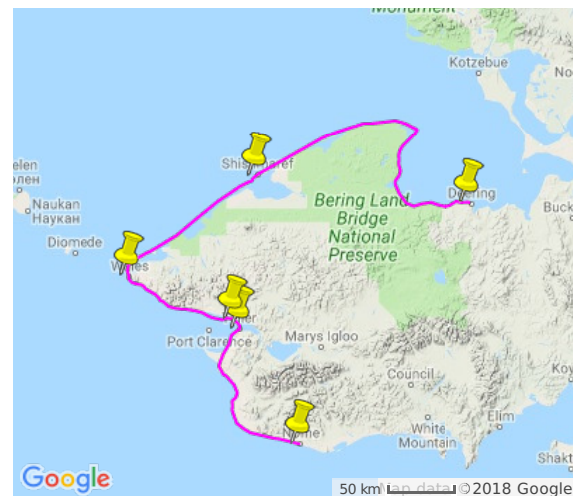 Monument
Kotzebue
Shishmaref
elen
олен
Naukan
Наукан
Diomede
Deering
Buck
Bering Land
Bridge
National
Preserve
Wales
Port Clarence
Marys Igloo
Council
Koy
White
Mountain
Elim
Nome
Shakt
Google
50 km Map data ©2018 Google